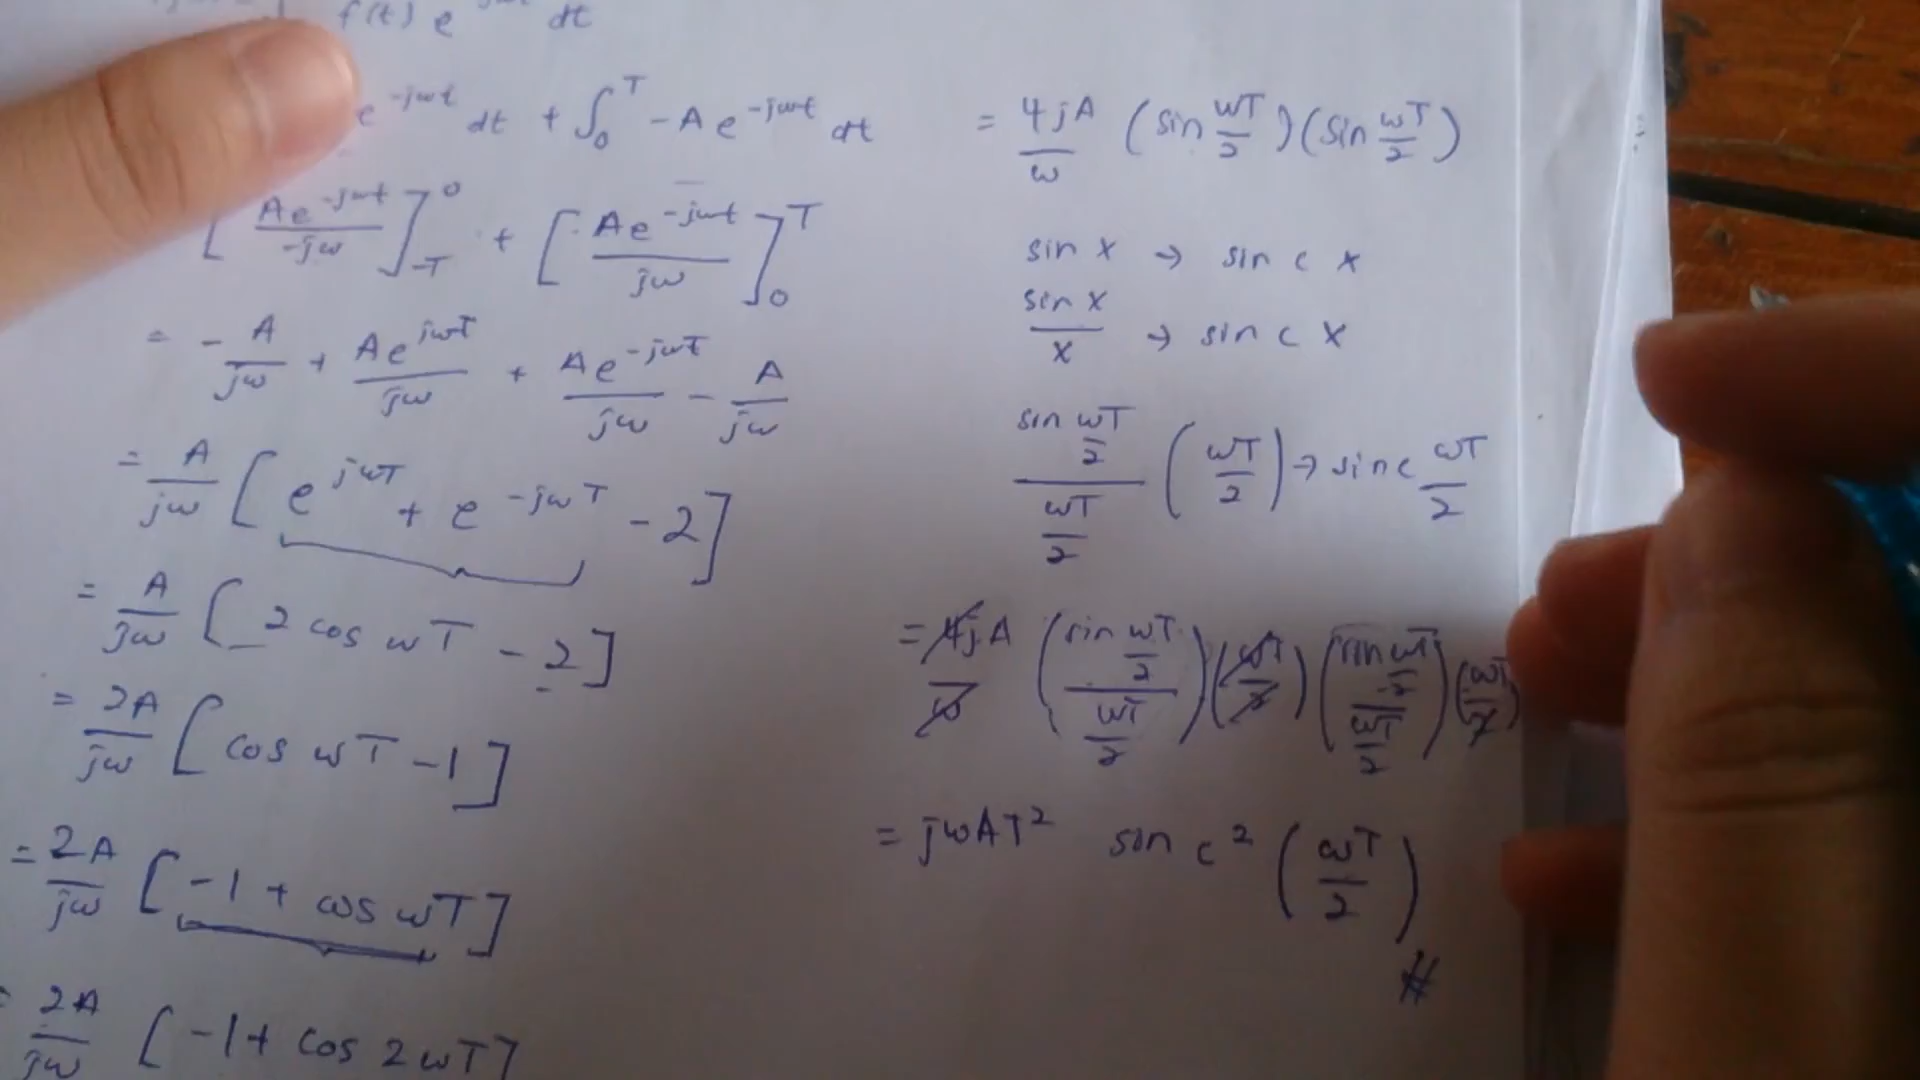 f(t) e dt
e^{-jωt} dt + ∫_0^T -A e^{-jωt} dt
[ Ae^{-jωt}/-jω ]_{-T}^0 + [ Ae^{-jωt}/jω ]_0^T
= - A/jω + Ae^{jωT}/jω + Ae^{-jωT}/jω - A/jω
= A/jω [ e^{jωT} + e^{-jωT} - 2 ]
= A/jω [ 2 cos ωT - 2 ]
= 2A/jω [ cos ωT - 1 ]
= 2A/jω [ -1 + cos ωT ]
= 2A/jω [ -1 + cos 2ωT ]
= 4jA/ω (sin ωT/2)(sin ωT/2)
sin x → sin c x
sin x / x → sin c x
(sin ωT/2)/(ωT/2) (ωT/2) → sinc ωT/2
= 4jA/ω ((sin ωT/2)/(ωT/2))(ωT/2)((sin ωT/2)/(ωT/2))(ωT/2)
= jωAT² sin c² (ωT/2)
#